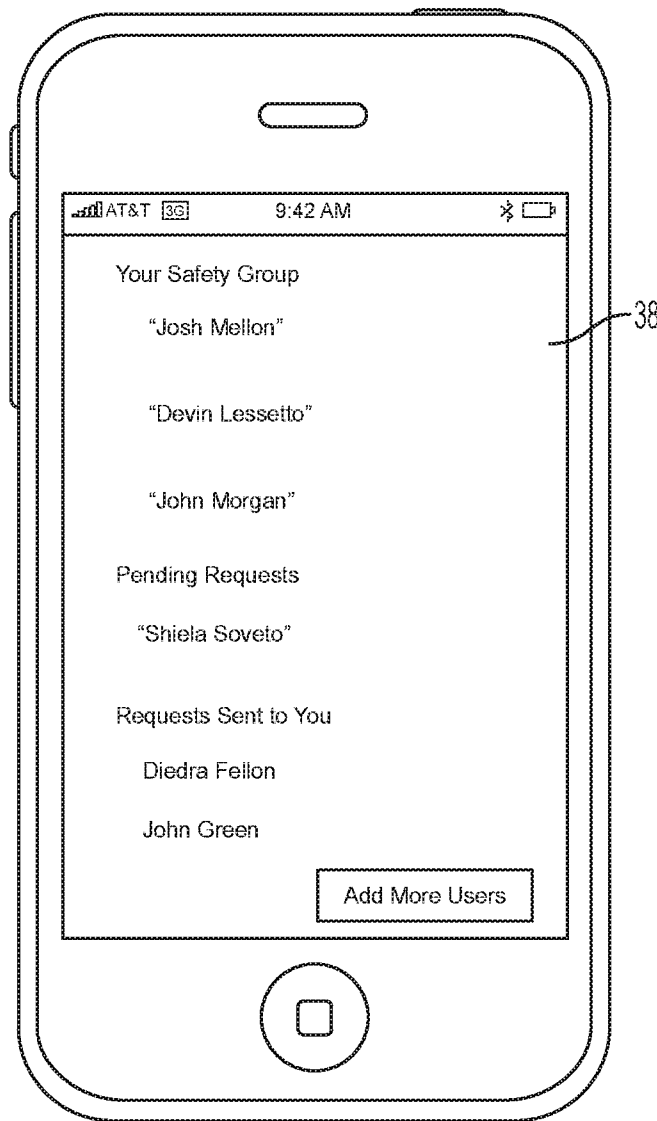 AT&T 3G 9:42 AM
Your Safety Group
“Josh Mellon”
38
“Devin Lessetto”
“John Morgan”
Pending Requests
“Shiela Soveto”
Requests Sent to You
Diedra Fellon
John Green
Add More Users